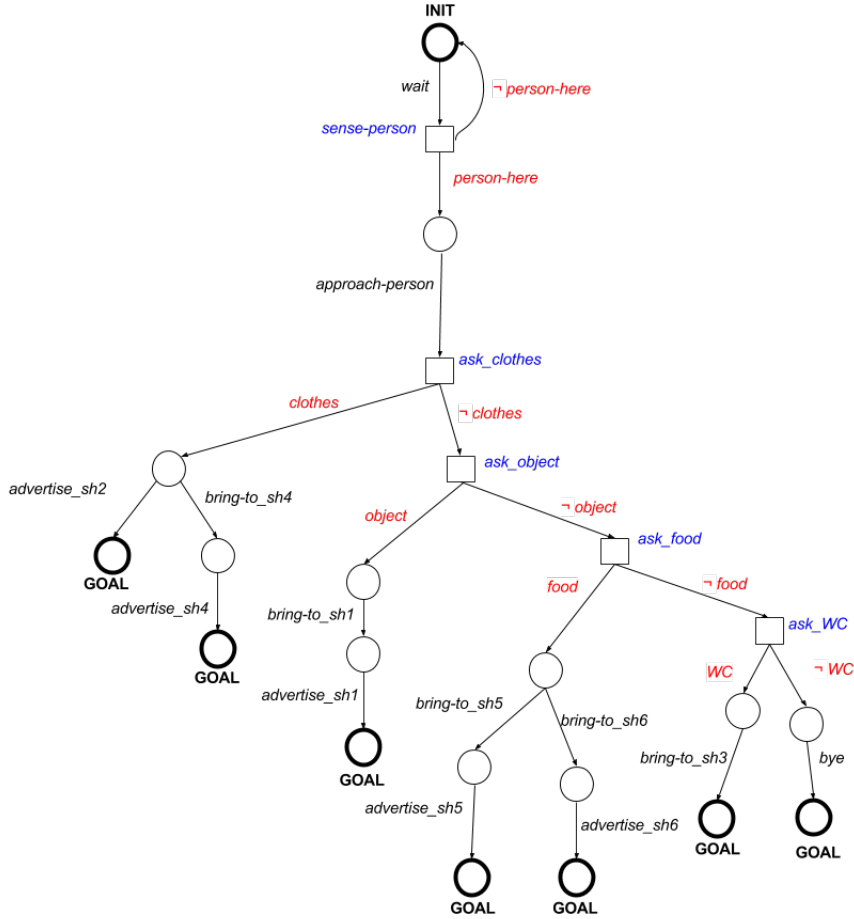 INIT
wait
¬ person-here
sense-person
person-here
approach-person
ask_clothes
clothes
¬ clothes
ask_object
advertise_sh2
bring-to_sh4
object
¬ object
ask_food
GOAL
food
¬ food
advertise_sh4
bring-to_sh1
ask_WC
GOAL
WC
¬ WC
advertise_sh1
bring-to_sh5
bring-to_sh6
bring-to_sh3
bye
GOAL
advertise_sh5
advertise_sh6
GOAL
GOAL
GOAL
GOAL